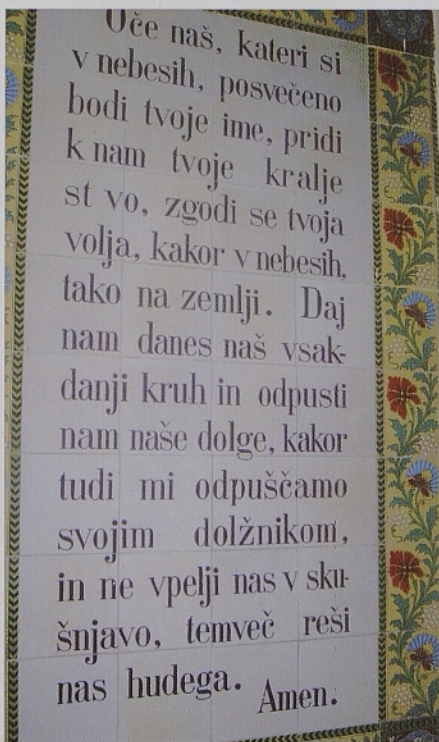 Oče naš, kateri si
v nebesih, posvečeno
bodi tvoje ime, pridi
k nam tvoje kralje
st vo, zgodi se tvoja
volja, kakor v nebesih,
tako na zemlji. Daj
nam danes naš vsak-
danji kruh in odpusti
nam naše dolge, kakor
tudi mi odpuščamo
svojim dolžnikom,
in ne vpelji nas v sku-
šnjavo, temveč reši
nas hudega. Amen.